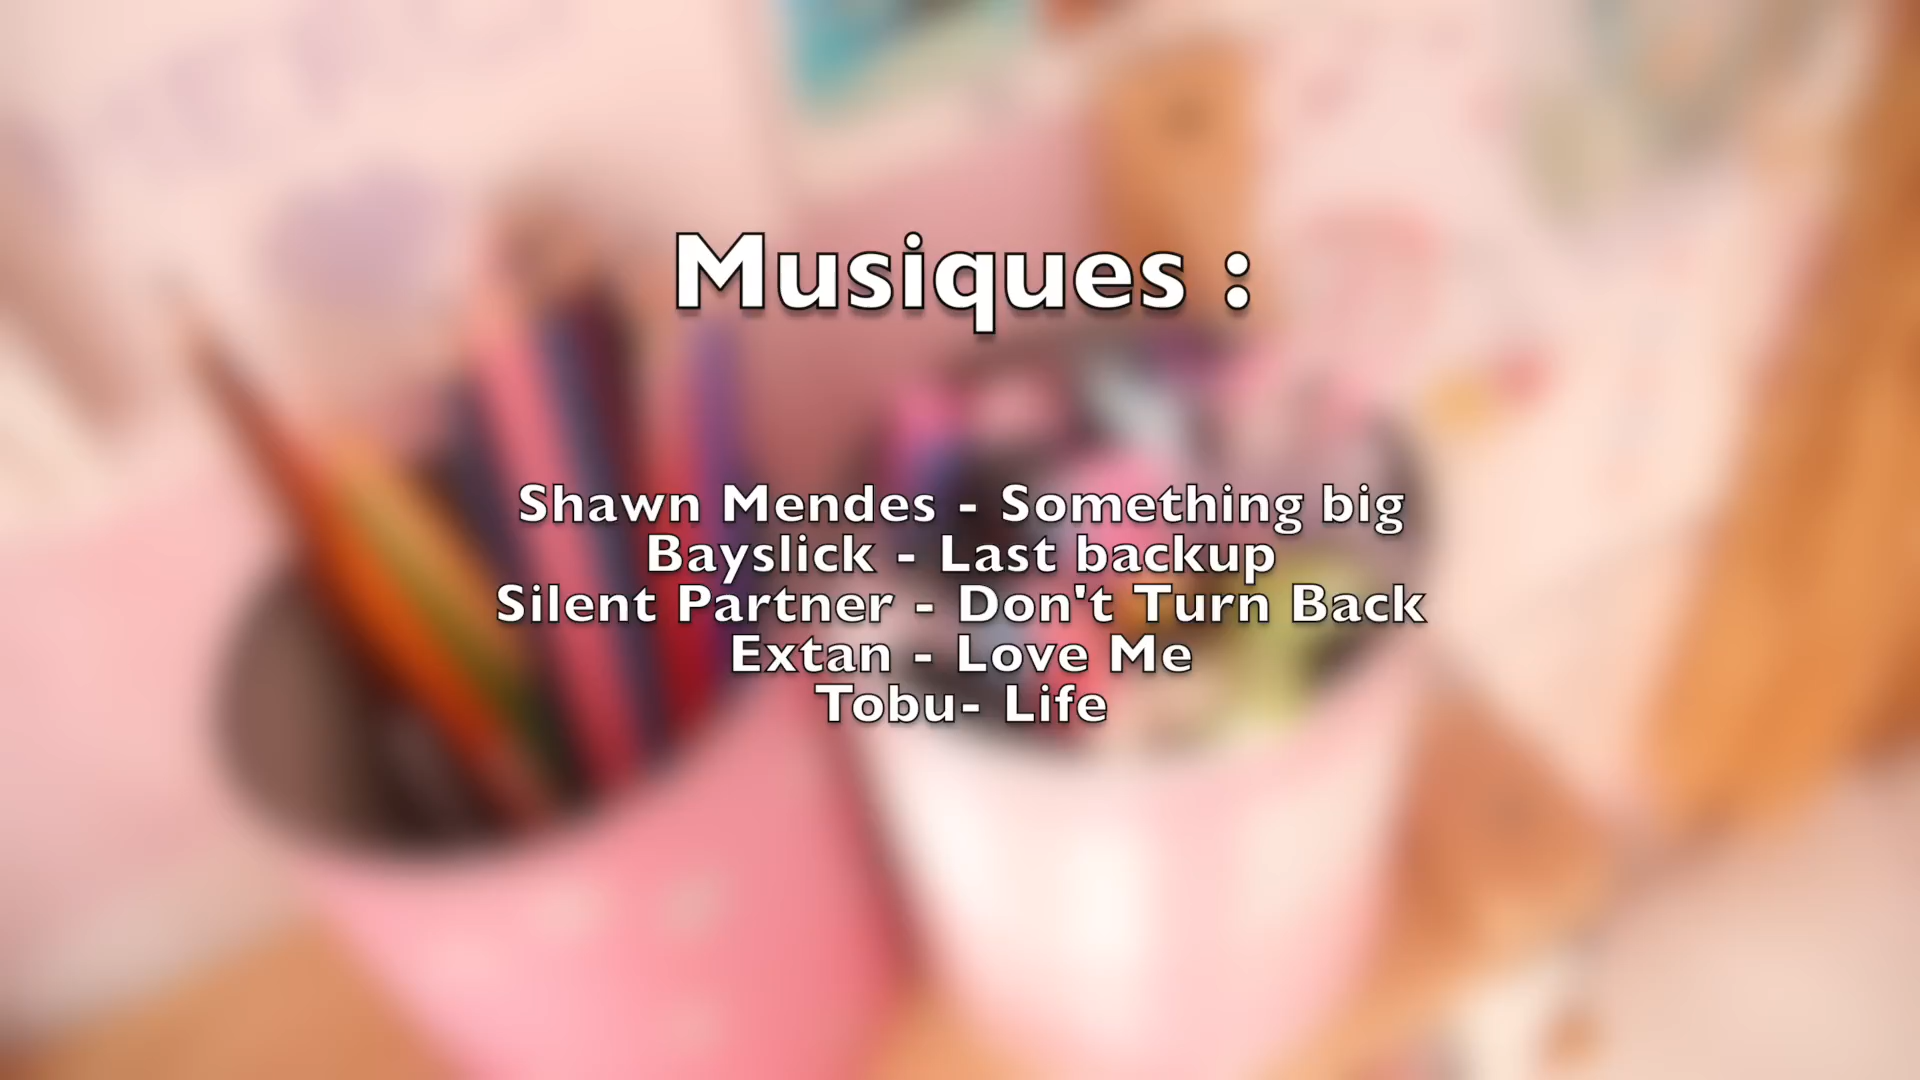 Musiques :
Shawn Mendes - Something big
Bayslick - Last backup
Silent Partner - Don't Turn Back
Extan - Love Me
Tobu- Life